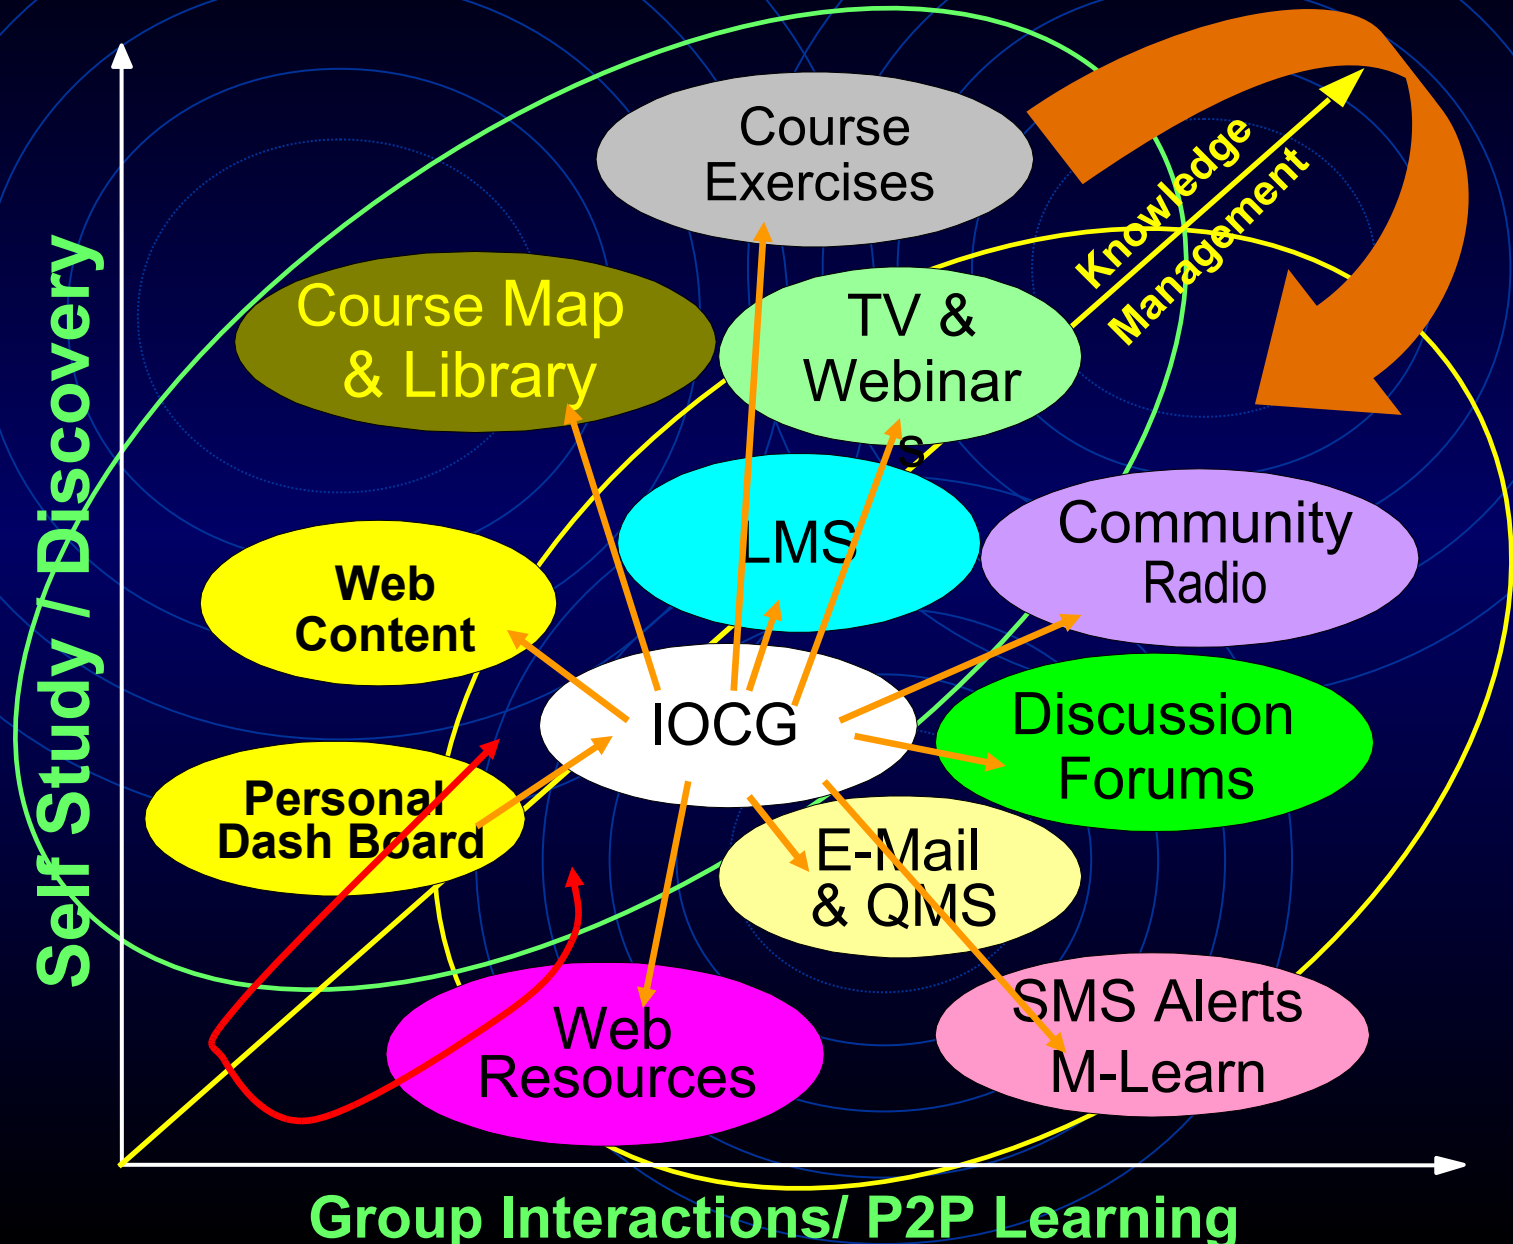 Course
Exercises
Knowledge
Management
Course Map
& Library
TV &
Webinar
s
LMS
Community
Radio
Web
Content
IOCG
Discussion
Forums
Personal
Dash Board
E-Mail
& QMS
Web
Resources
SMS Alerts
M-Learn
Self Study / Discovery
Group Interactions/ P2P Learning